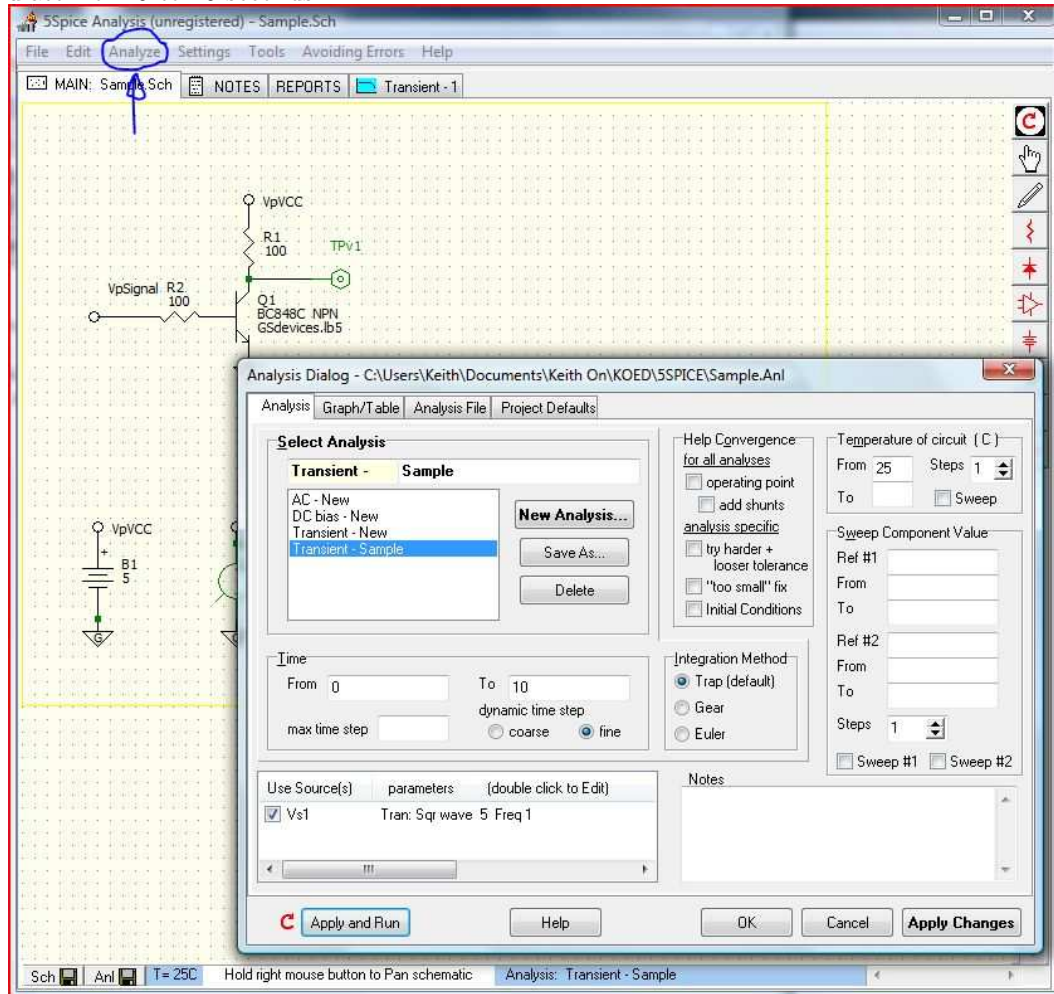 5Spice Analysis (unregistered) - Sample.Sch
File Edit Analyze Settings Tools Avoiding Errors Help
MAIN: Sample.Sch NOTES REPORTS Transient - 1
VpVCC
R1
100
TPv1
VpSignal R2
100
Q1
BC848C NPN
GSdevices.lb5
VpVCC
+
B1
5
G
Analysis Dialog - C:\Users\Keith\Documents\Keith On\KOED\5SPICE\Sample.Anl
Analysis Graph/Table Analysis File Project Defaults
Select Analysis
Transient - Sample
AC - New
DC bias - New
Transient - New
Transient - Sample
New Analysis...
Save As...
Delete
Help Convergence
for all analyses
operating point
add shunts
analysis specific
try harder +
looser tolerance
"too small" fix
Initial Conditions
Temperature of circuit ( C )
From 25 Steps 1
To Sweep
Sweep Component Value
Ref #1
From
To
Ref #2
From
To
Steps 1
Sweep #1 Sweep #2
Time
From 0 To 10
dynamic time step
max time step coarse fine
Integration Method
Trap (default)
Gear
Euler
Use Source(s) parameters (double click to Edit)
Vs1 Tran: Sqr wave 5 Freq 1
Notes
C Apply and Run Help OK Cancel Apply Changes
Sch Anl T= 25C Hold right mouse button to Pan schematic Analysis: Transient - Sample